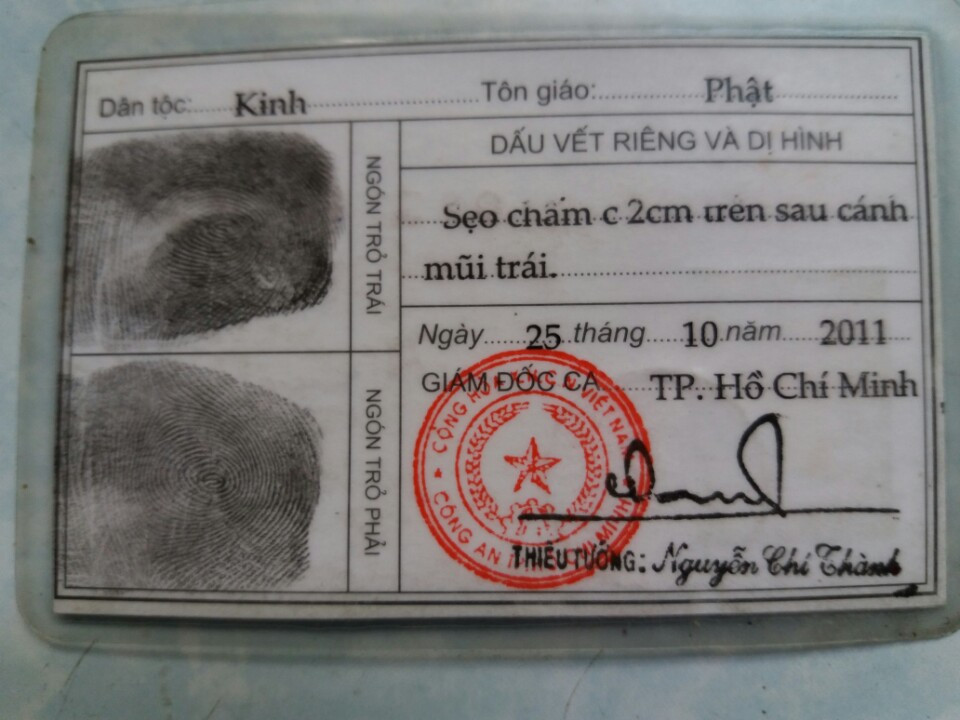 Dân tộc: Kinh Tôn giáo: Phật
NGÓN TRỎ TRÁI
DẤU VẾT RIÊNG VÀ DỊ HÌNH
Sẹo chấm c 2cm trên sau cánh
mũi trái.
Ngày 25 tháng 10 năm 2011
GIÁM ĐỐC CA TP. Hồ Chí Minh
NGÓN TRỎ PHẢI
CỘNG HÒA VIỆT NAM
CÔNG AN MINH
THIẾU TƯỚNG: Nguyễn Chí Thành